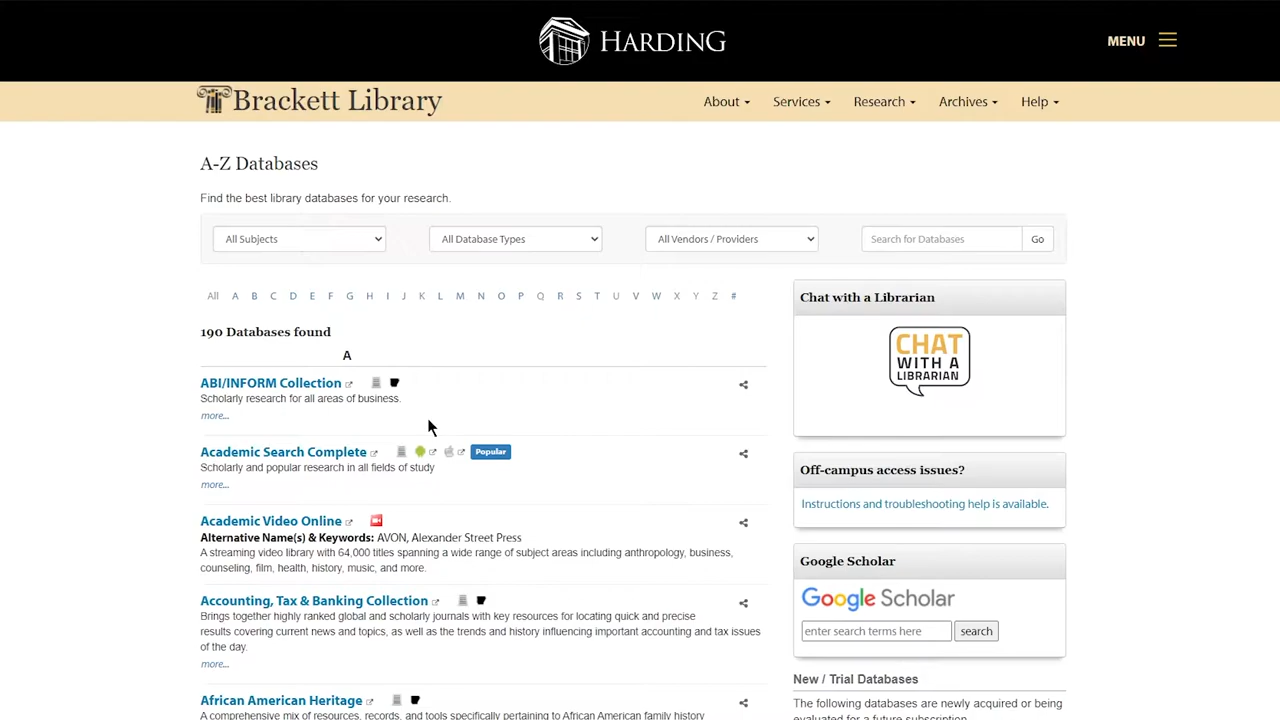 HARDING
MENU
Brackett Library
About Services Research Archives Help
A-Z Databases
Find the best library databases for your research.
All Subjects All Database Types All Vendors / Providers Search for Databases Go
All A B C D E F G H I J K L M N O P Q R S T U V W X Y Z #
190 Databases found
A
ABI/INFORM Collection
Scholarly research for all areas of business.
more...
Academic Search Complete Popular
Scholarly and popular research in all fields of study
more...
Academic Video Online
Alternative Name(s) & Keywords: AVON, Alexander Street Press
A streaming video library with 64,000 titles spanning a wide range of subject areas including anthropology, business,
counseling, film, health, history, music, and more.
Accounting, Tax & Banking Collection
Brings together highly ranked global and scholarly journals with key resources for locating quick and precise
results covering current news and topics, as well as the trends and history influencing important accounting and tax issues
of the day.
more...
African American Heritage
A comprehensive mix of resources, records, and tools specifically pertaining to African American family history
Chat with a Librarian
CHAT
WITH A
LIBRARIAN
Off-campus access issues?
Instructions and troubleshooting help is available.
Google Scholar
Google Scholar
enter search terms here search
New / Trial Databases
The following databases are newly acquired or being
evaluated for a future subscription.